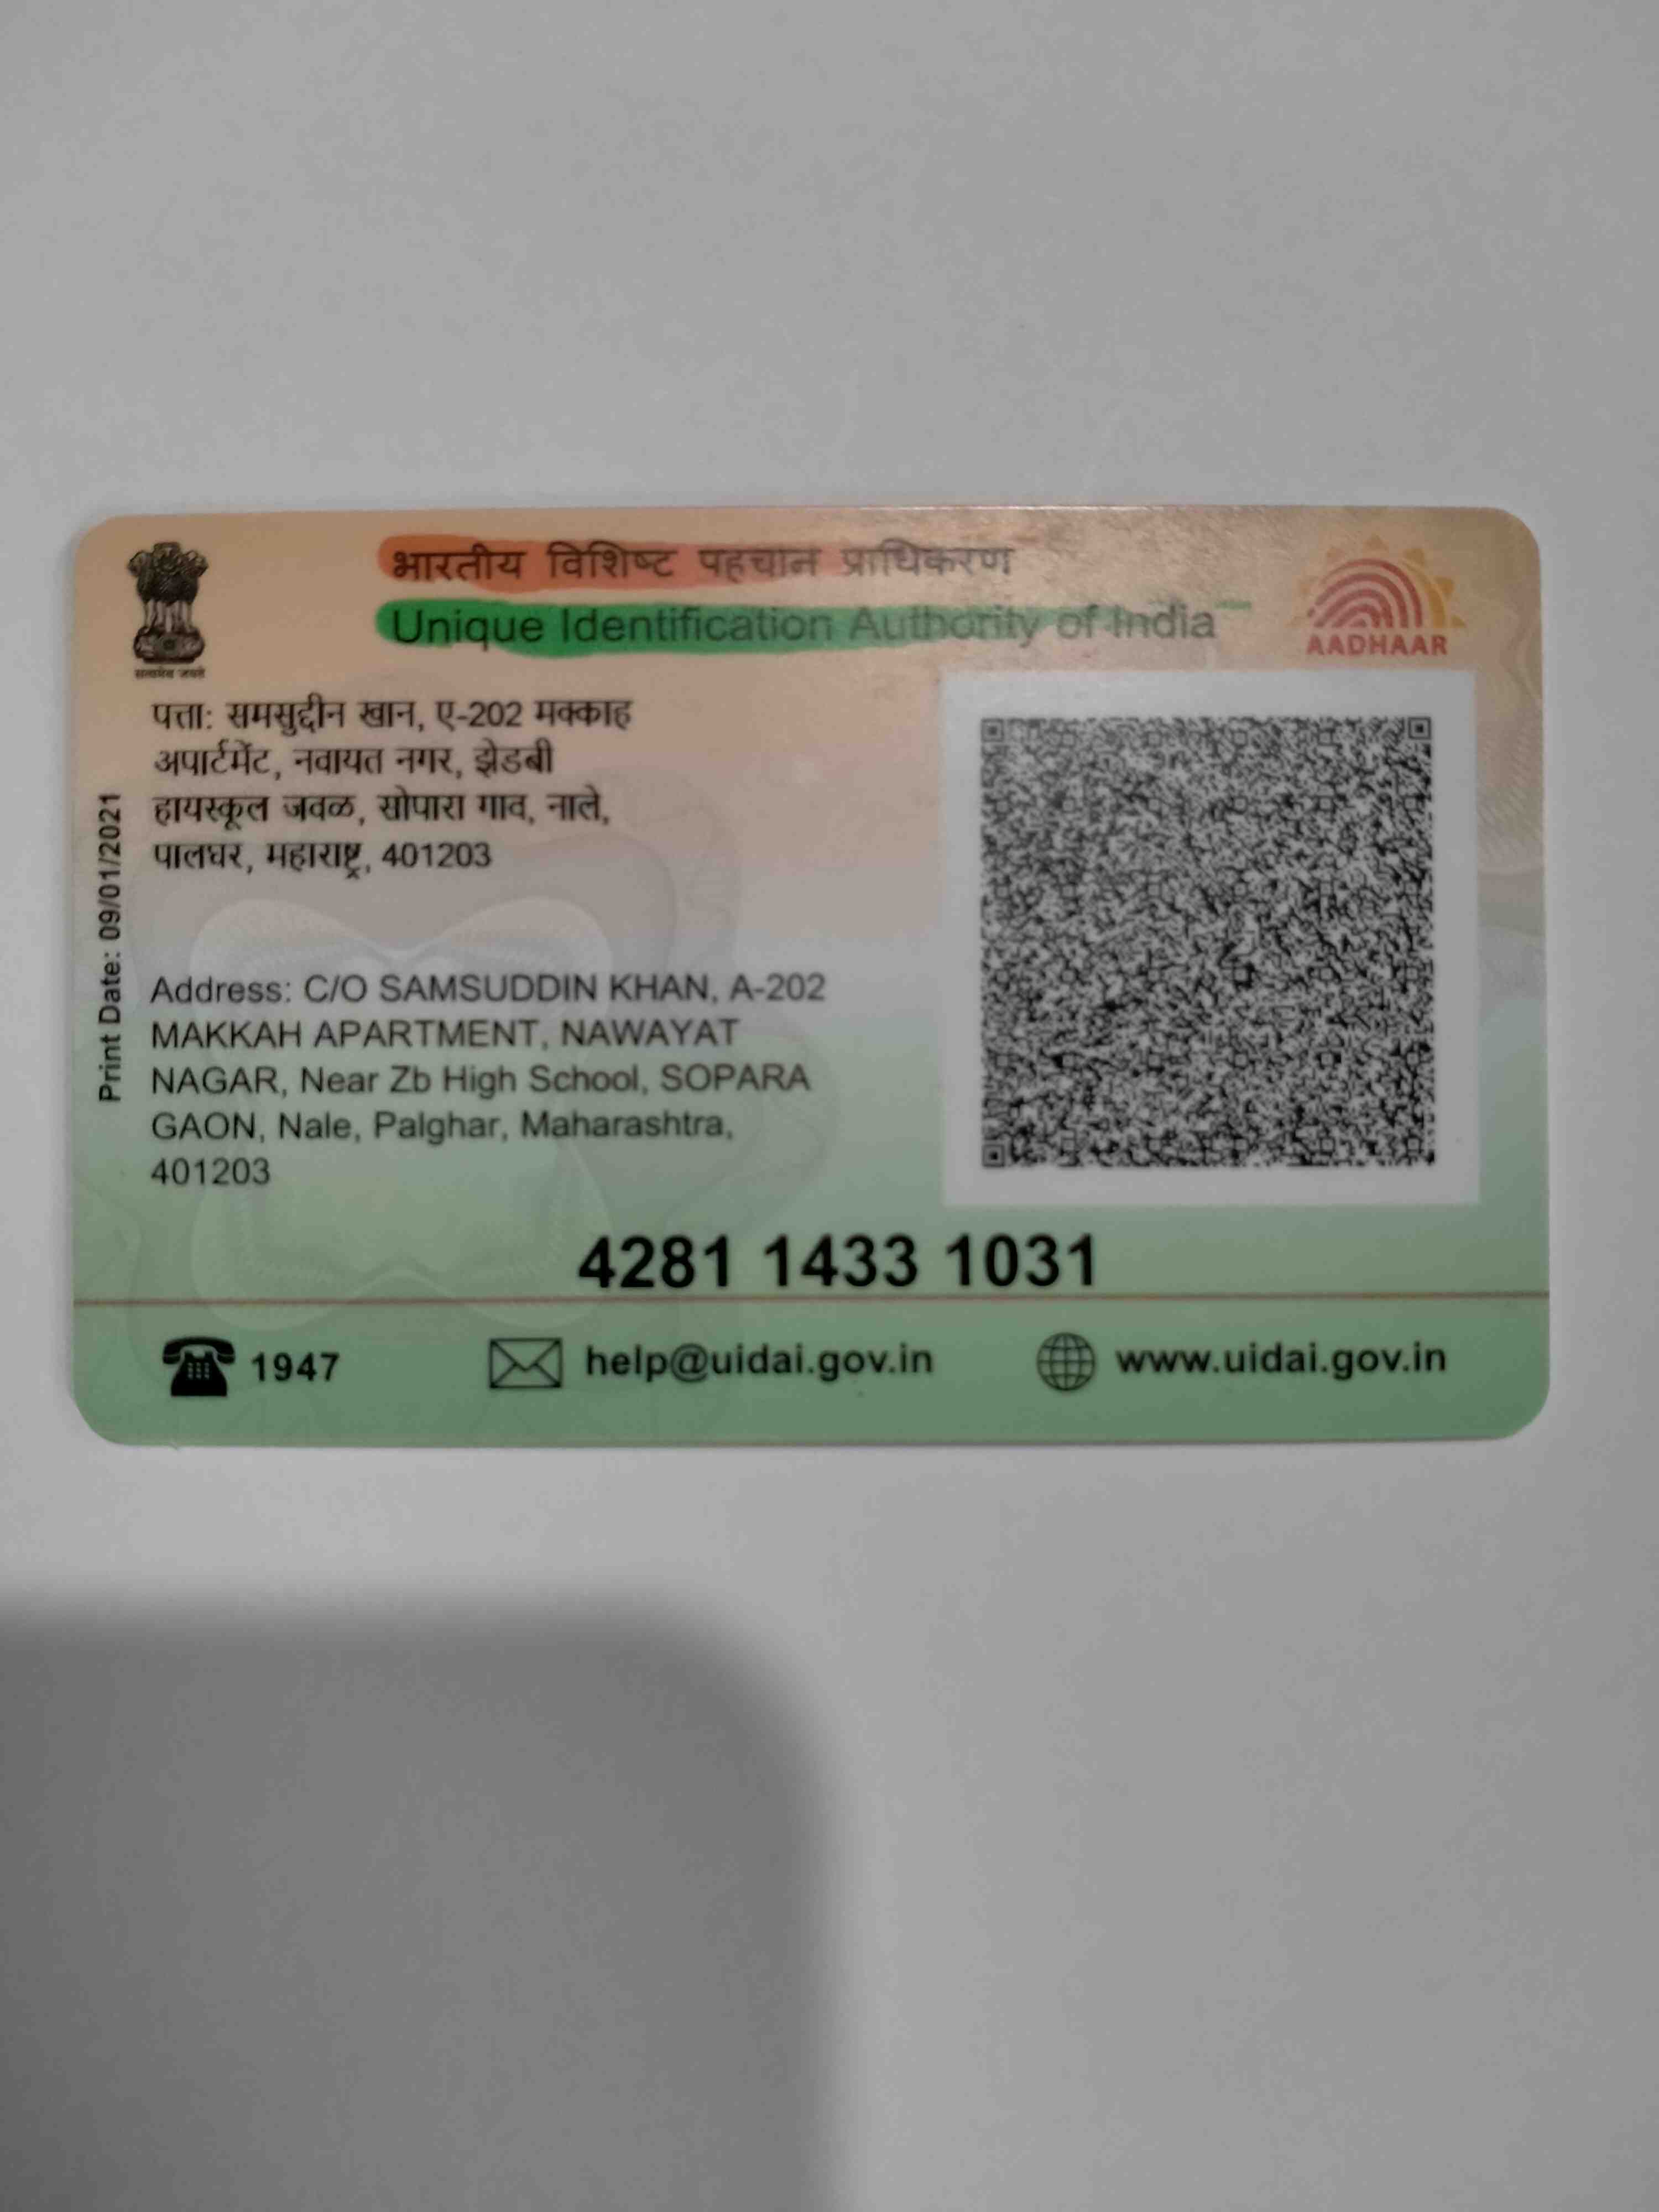 भारतीय विशिष्ट पहचान प्राधिकरण
Unique Identification Authority of India
AADHAAR
सत्यमेव जयते
पत्ता: समसुद्दीन खान, ए-202 मक्काह
अपार्टमेंट, नवायत नगर, झेडबी
हायस्कूल जवळ, सोपारा गाव, नाले,
पालघर, महाराष्ट्र, 401203
Print Date: 09/01/2021
Address: C/O SAMSUDDIN KHAN, A-202
MAKKAH APARTMENT, NAWAYAT
NAGAR, Near Zb High School, SOPARA
GAON, Nale, Palghar, Maharashtra,
401203
4281 1433 1031
1947
help@uidai.gov.in
www.uidai.gov.in